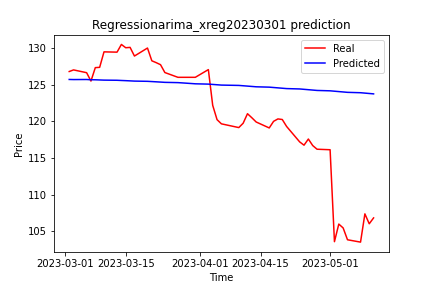 Regressionarima_xreg20230301 prediction
Real
Predicted
130
125
120
115
110
105
Price
2023-03-01 2023-03-15 2023-04-01 2023-04-15 2023-05-01
Time